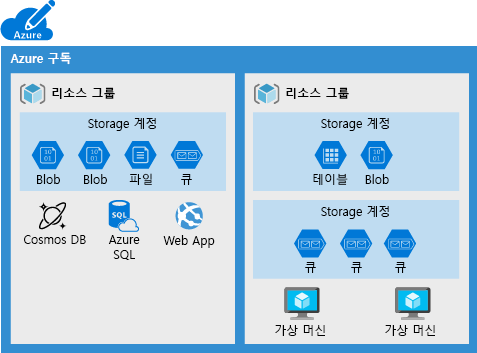 Azure
Azure 구독
리소스 그룹
Storage 계정
Blob Blob 파일 큐
Cosmos DB Azure SQL Web App
리소스 그룹
Storage 계정
테이블 Blob
Storage 계정
큐 큐 큐
가상 머신 가상 머신